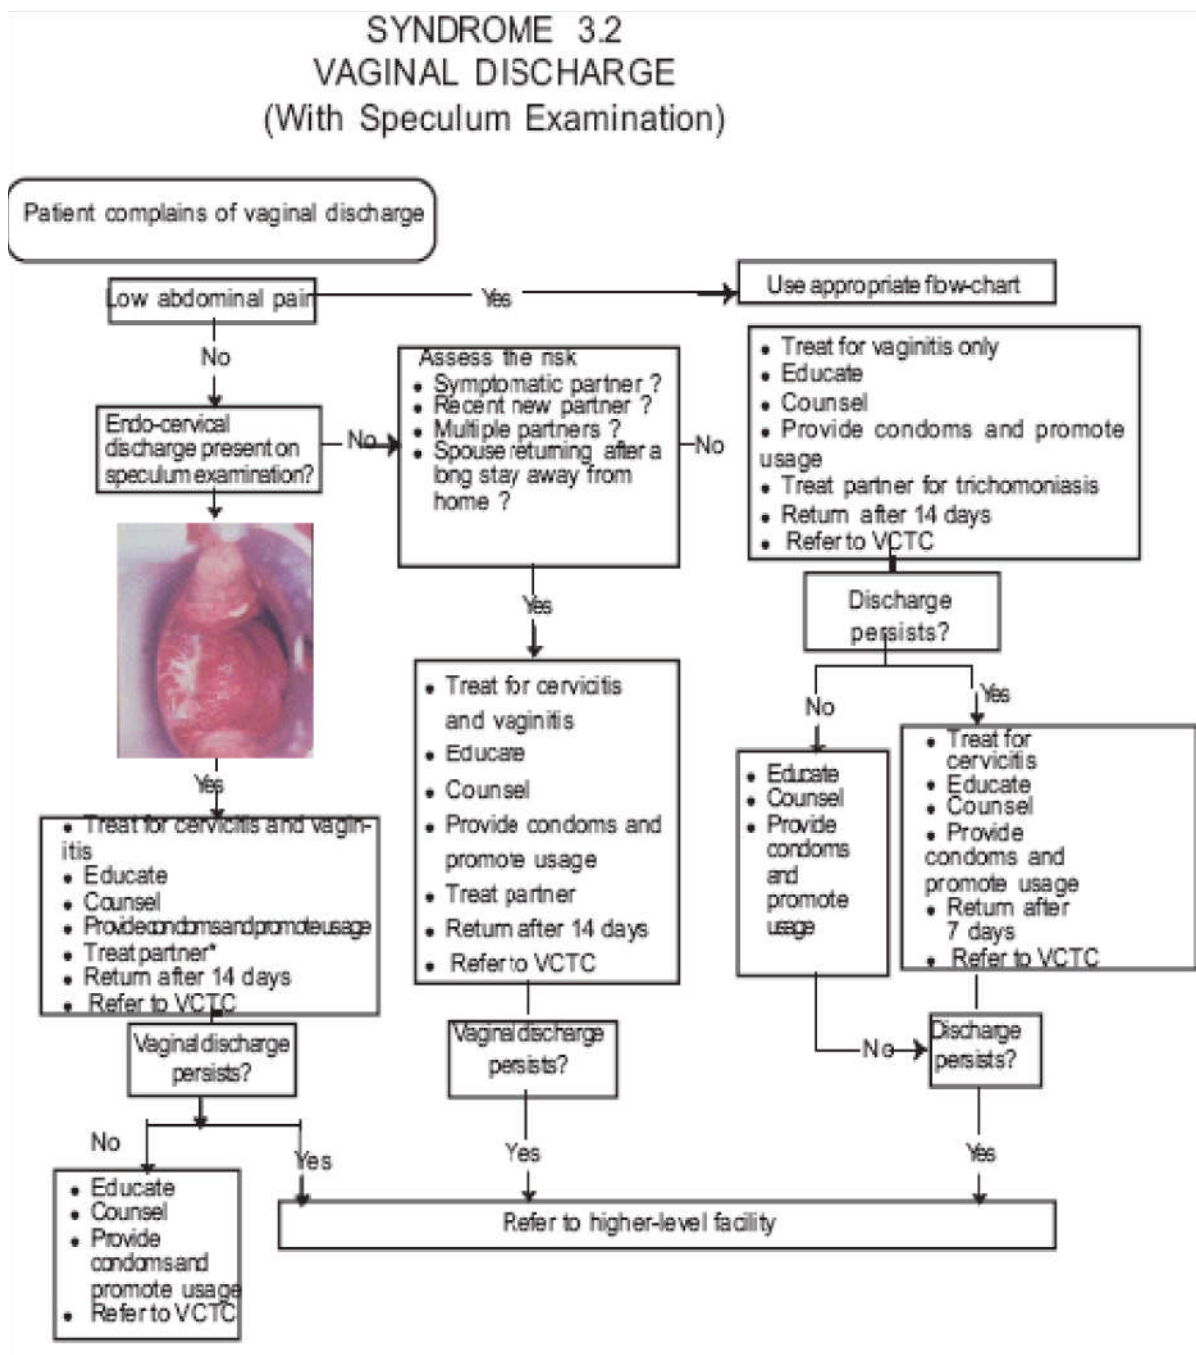 SYNDROME 3.2
VAGINAL DISCHARGE
(With Speculum Examination)
Patient complains of vaginal discharge
Low abdominal pain
Yes
Use appropriate flow-chart
No
Endo-cervical
discharge present on
speculum examination?
No
Assess the risk
• Symptomatic partner ?
• Recent new partner ?
• Multiple partners ?
• Spouse returning after a
long stay away from
home ?
No
• Treat for vaginitis only
• Educate
• Counsel
• Provide condoms and promote
usage
• Treat partner for trichomoniasis
• Return after 14 days
• Refer to VCTC
Yes
• Treat for cervicitis and vagin-
itis
• Educate
• Counsel
• Provide condoms and promote usage
• Treat partner*
• Return after 14 days
• Refer to VCTC
Vaginal discharge
persists?
No
• Educate
• Counsel
• Provide
condoms and
promote usage
• Refer to VCTC
Yes
Yes
• Treat for cervicitis
and vaginitis
• Educate
• Counsel
• Provide condoms and
promote usage
• Treat partner
• Return after 14 days
• Refer to VCTC
Vaginal discharge
persists?
Yes
Discharge
persists?
No
• Educate
• Counsel
• Provide
condoms
and
promote
usage
No
Yes
• Treat for
cervicitis
• Educate
• Counsel
• Provide
condoms and
promote usage
• Return after
7 days
• Refer to VCTC
Discharge
persists?
Yes
Refer to higher-level facility